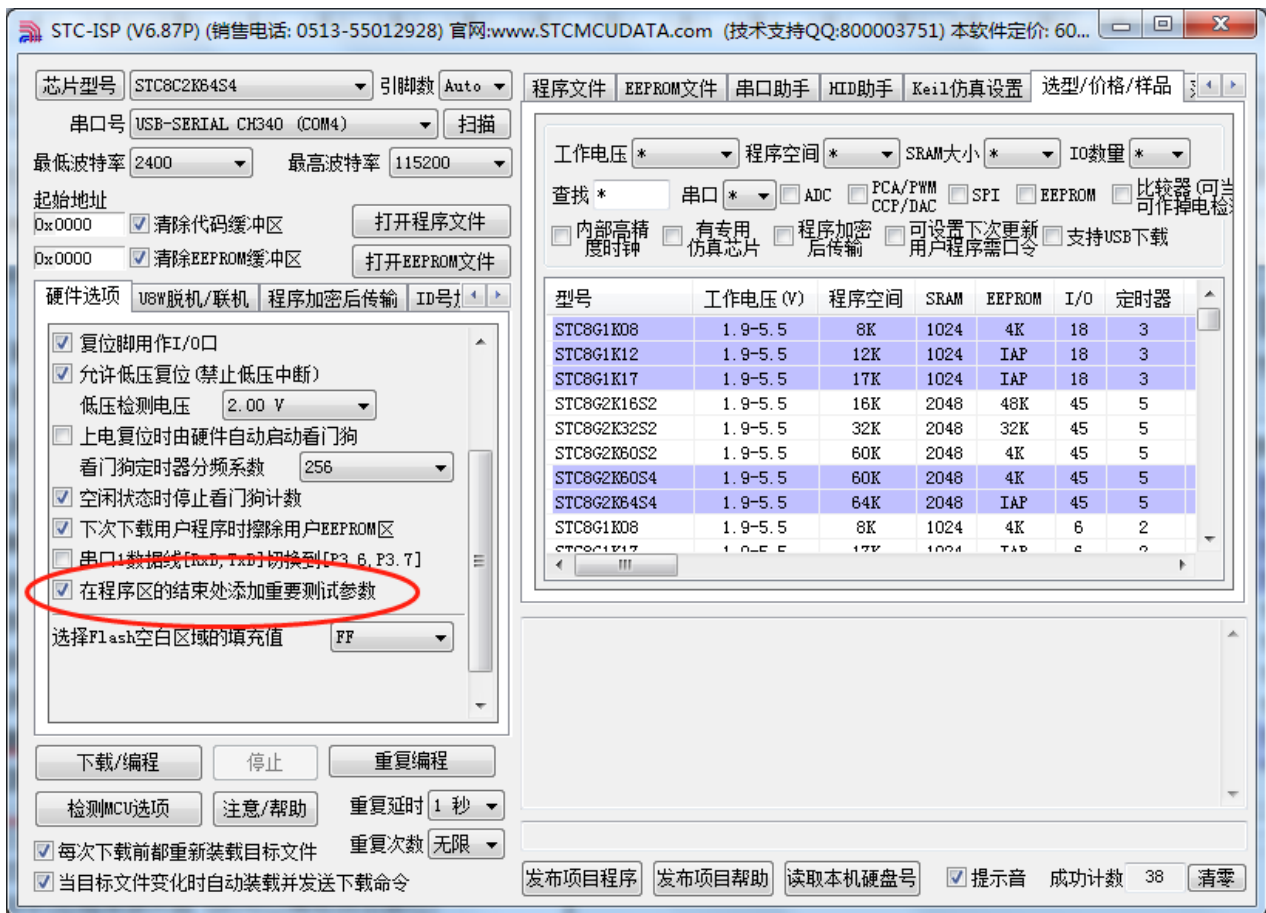 STC-ISP (V6.87P) (销售电话: 0513-55012928) 官网:www.STCMCUDATA.com (技术支持QQ:800003751) 本软件定价: 60...
芯片型号 STC8C2K64S4 引脚数 Auto
串口号 USB-SERIAL CH340 (COM4) 扫描
最低波特率 2400 最高波特率 115200
起始地址
0x0000 清除代码缓冲区 打开程序文件
0x0000 清除EEPROM缓冲区 打开EEPROM文件
硬件选项 U8W脱机/联机 程序加密后传输
复位脚用作I/O口
允许低压复位(禁止低压中断)
低压检测电压 2.00 V
上电复位时由硬件自动启动看门狗
看门狗定时器分频系数 256
空闲状态时停止看门狗计数
下次下载用户程序时擦除用户EEPROM区
串口1数据线[RxD,TxD]切换到[P3.6,P3.7]
在程序区的结束处添加重要测试参数
选择Flash空白区域的填充值 FF
下载/编程 停止 重复编程
检测MCU选项 注意/帮助 重复延时 1 秒
每次下载前都重新装载目标文件 重复次数 无限
当目标文件变化时自动装载并发送下载命令
程序文件 EEPROM文件 串口助手 HID助手 Keil仿真设置 选型/价格/样品
工作电压 * 程序空间 * SRAM大小 * IO数量 *
查找 * 串口 * ADC PCA/PWM CCP/DAC SPI EEPROM 比较器(可当 可作掉电检
内部高精度时钟 有专用仿真芯片 程序加密后传输 可设置下次更新用户程序需口令 支持USB下载
型号 工作电压(V) 程序空间 SRAM EEPROM I/O 定时器
STC8G1K08 1.9-5.5 8K 1024 4K 18 3
STC8G1K12 1.9-5.5 12K 1024 IAP 18 3
STC8G1K17 1.9-5.5 17K 1024 IAP 18 3
STC8G2K16S2 1.9-5.5 16K 2048 48K 45 5
STC8G2K32S2 1.9-5.5 32K 2048 32K 45 5
STC8G2K60S2 1.9-5.5 60K 2048 4K 45 5
STC8G2K60S4 1.9-5.5 60K 2048 4K 45 5
STC8G2K64S4 1.9-5.5 64K 2048 IAP 45 5
STC8G1K08 1.9-5.5 8K 1024 4K 6 2
STC8G1K17 1.9-5.5 17K 1024 IAP 6 2
发布项目程序 发布项目帮助 读取本机硬盘号 提示音 成功计数 38 清零